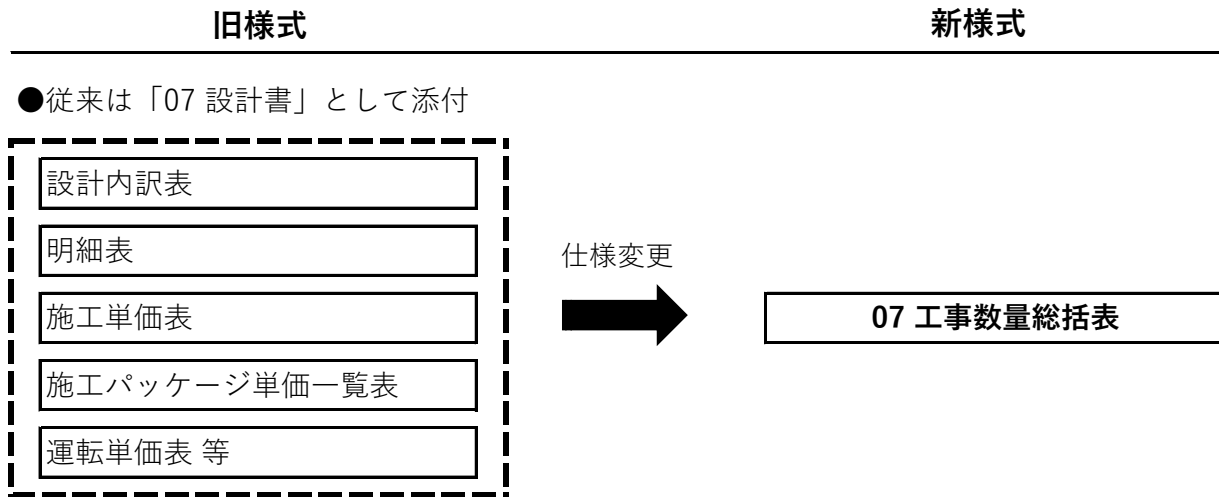 旧様式
新様式
●従来は「07 設計書」として添付
設計内訳表
明細表
施工単価表
施工パッケージ単価一覧表
運転単価表 等
仕様変更
07 工事数量総括表